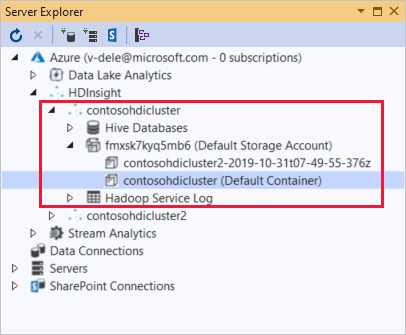 Server Explorer
Azure (v-dele@microsoft.com - 0 subscriptions)
Data Lake Analytics
HDInsight
contosohdicluster
Hive Databases
fmxsk7kyq5mb6 (Default Storage Account)
contosohdicluster2-2019-10-31t07-49-55-376z
contosohdicluster (Default Container)
Hadoop Service Log
contosohdicluster2
Stream Analytics
Data Connections
Servers
SharePoint Connections